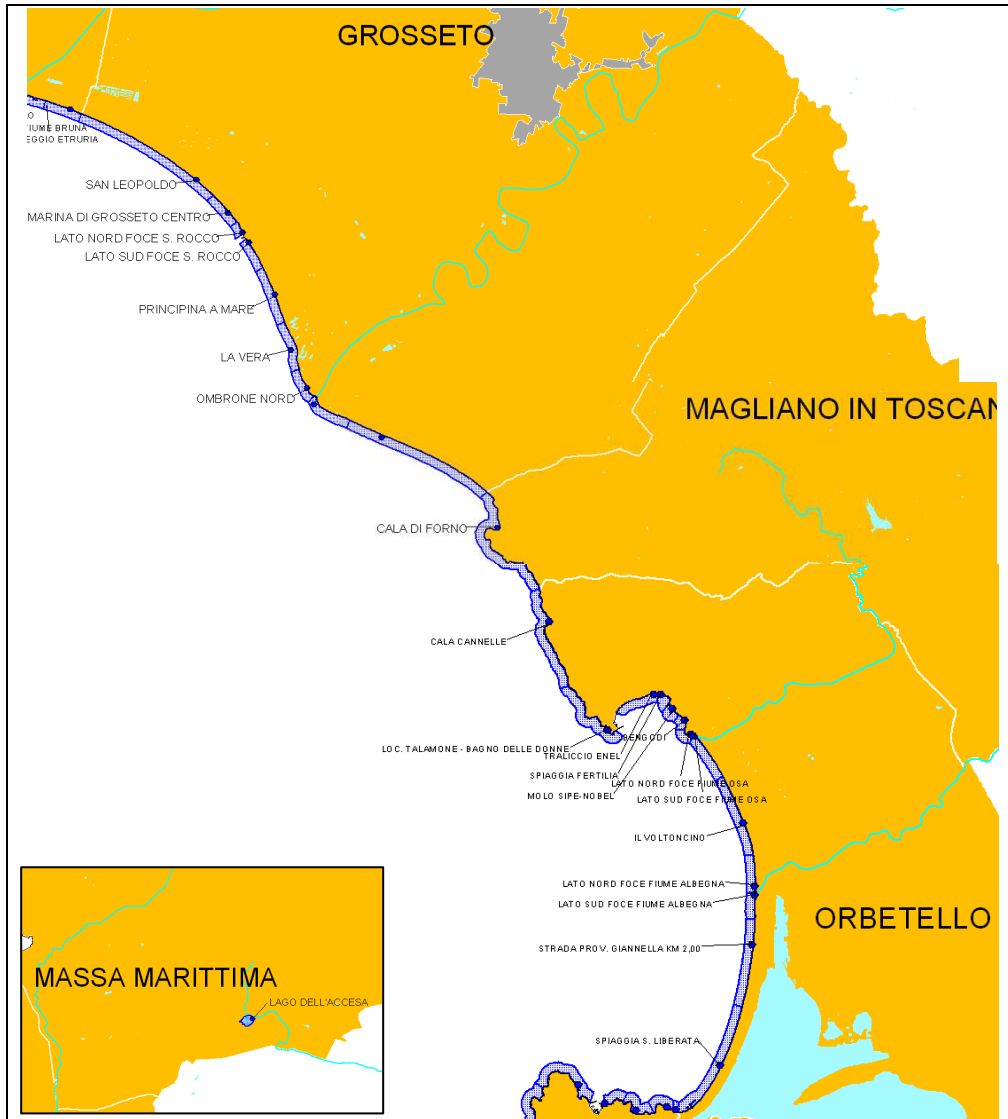 GROSSETO
FIUME BRUNA
SAN LEOPOLDO
MARINA DI GROSSETO CENTRO
LATO NORD FOCE S. ROCCO
LATO SUD FOCE S. ROCCO
PRINCIPINA A MARE
LA VERA
OMBRONE NORD
MAGLIANO IN TOSCAN
CALA DI FORNO
CALA CANNELLE
BENGODI
LOC. TALAMONE - BAGNO DELLE DONNE
TRALICCIO ENEL
SPIAGGIA FERTILIA
LATO NORD FOCE FIUME OSA
MOLO SIPE-NOBEL
LATO SUD FOCE FIUME OSA
IL VOLTONCINO
LATO NORD FOCE FIUME ALBEGNA
LATO SUD FOCE FIUME ALBEGNA
ORBETELLO
STRADA PROV. GIANNELLA KM 2,00
SPIAGGIA S. LIBERATA
MASSA MARITTIMA
LAGO DELL'ACCESA